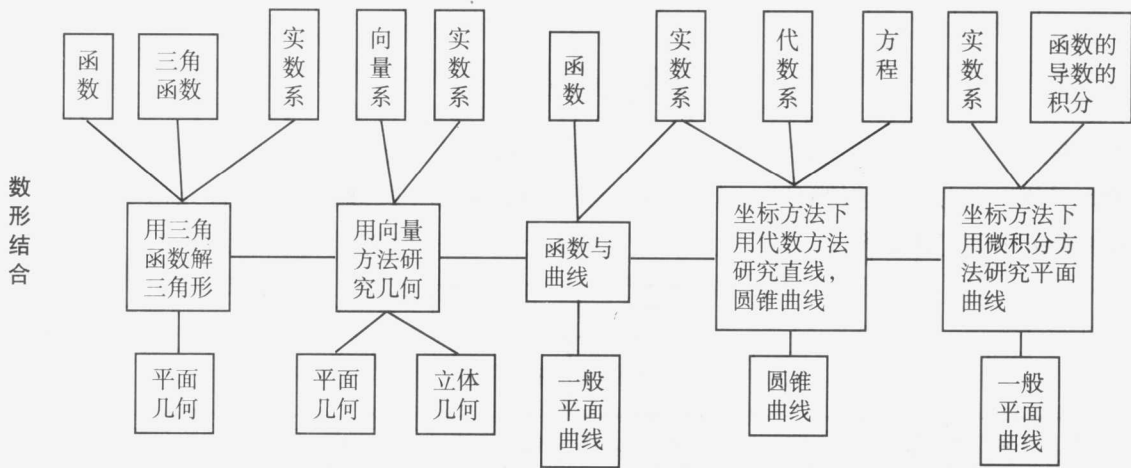 函
数
三角
函数
实
数
系
向
量
系
实
数
系
函
数
实
数
系
代
数
系
方
程
实
数
系
函数的
导数的
积分
数
形
结
合
用三角
函数解
三角形
用向量
方法研
究几何
函数与
曲线
坐标方法下
用代数方法
研究直线，
圆锥曲线
坐标方法下
用微积分方
法研究平面
曲线
平面
几何
平面
几何
立体
几何
一般
平面
曲线
圆锥
曲线
一般
平面
曲线